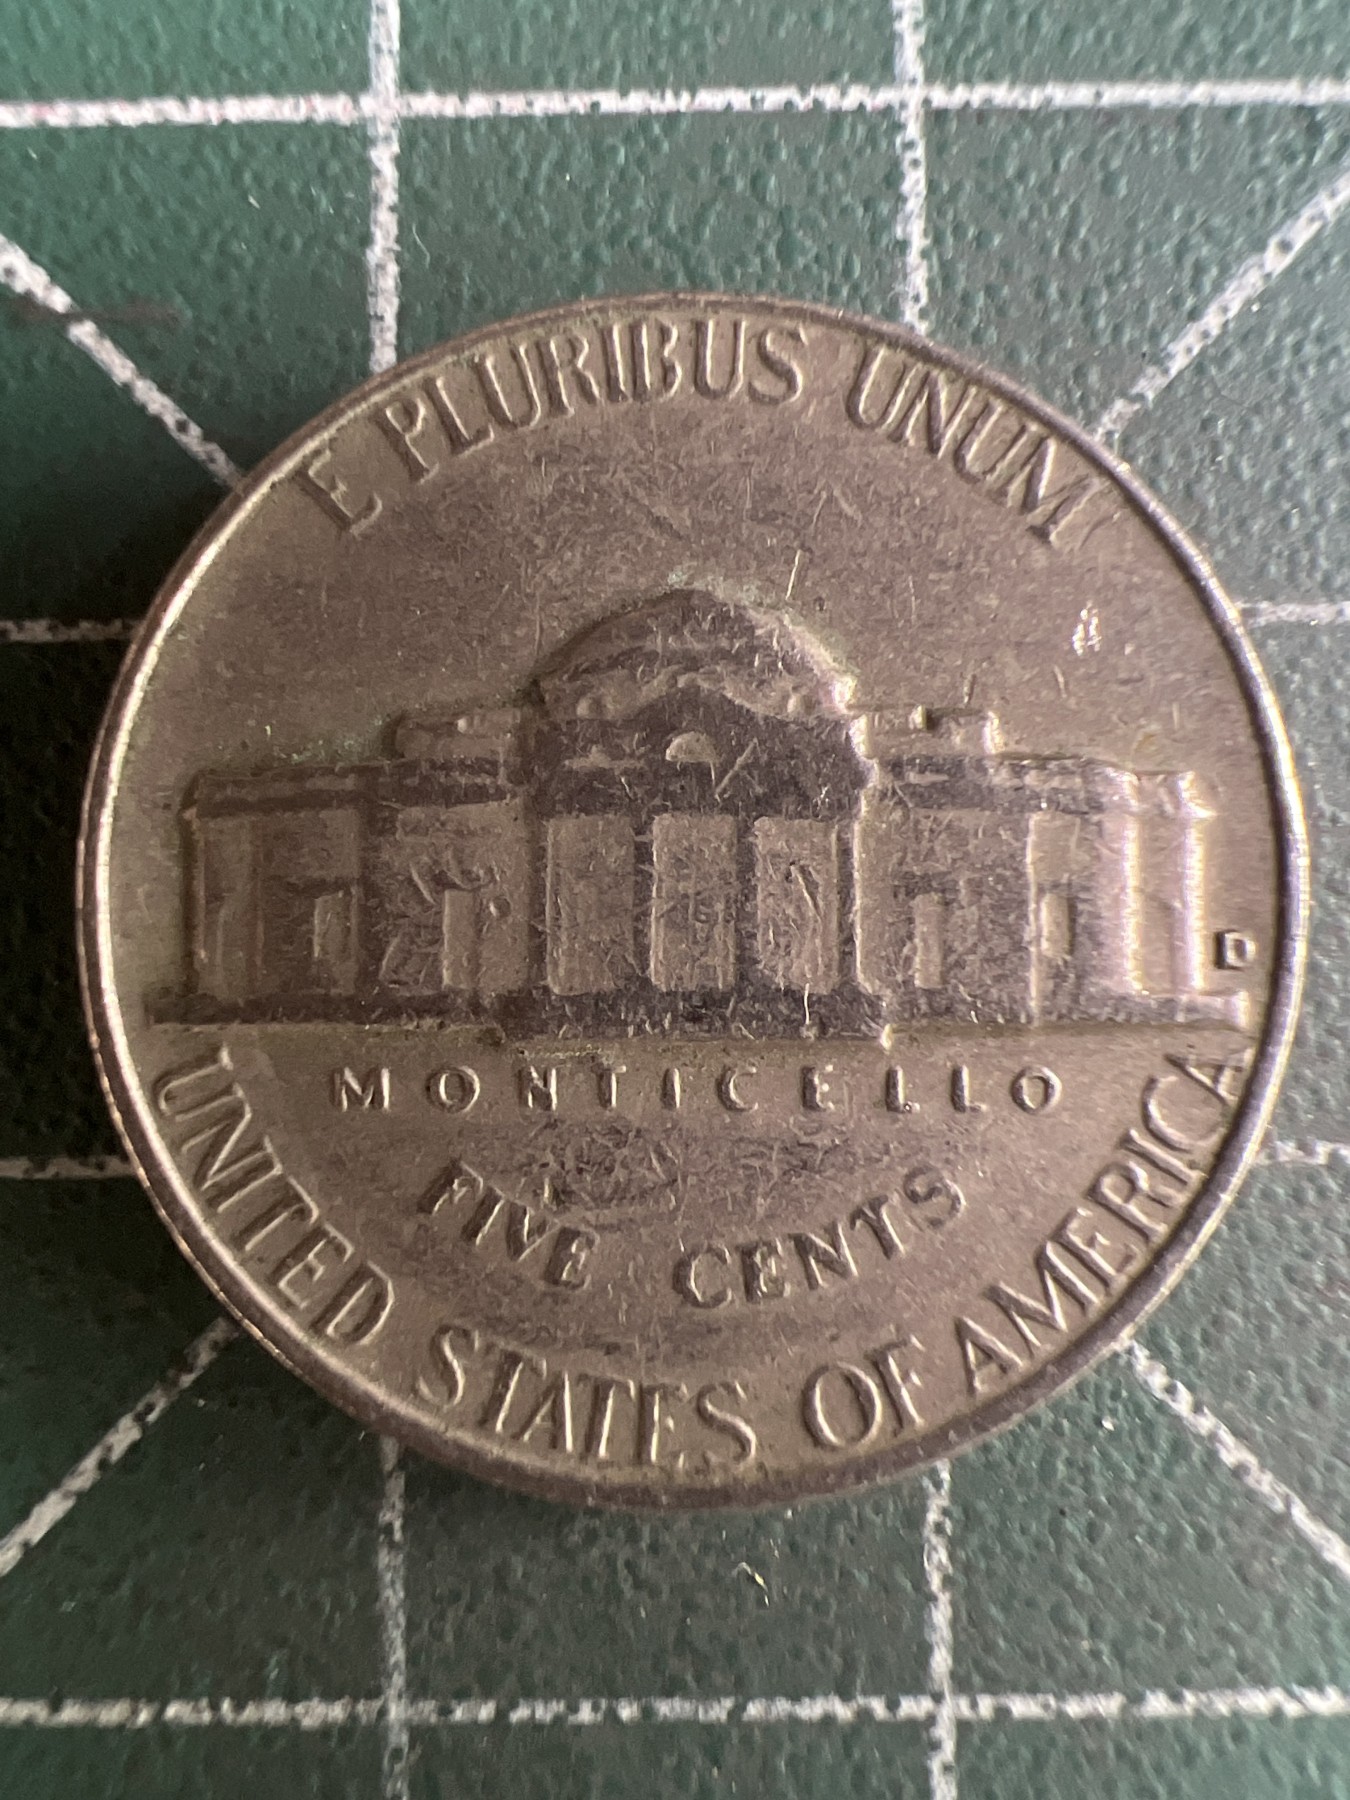 E PLURIBUS UNUM
D
MONTICELLO
FIVE CENTS
UNITED STATES OF AMERICA